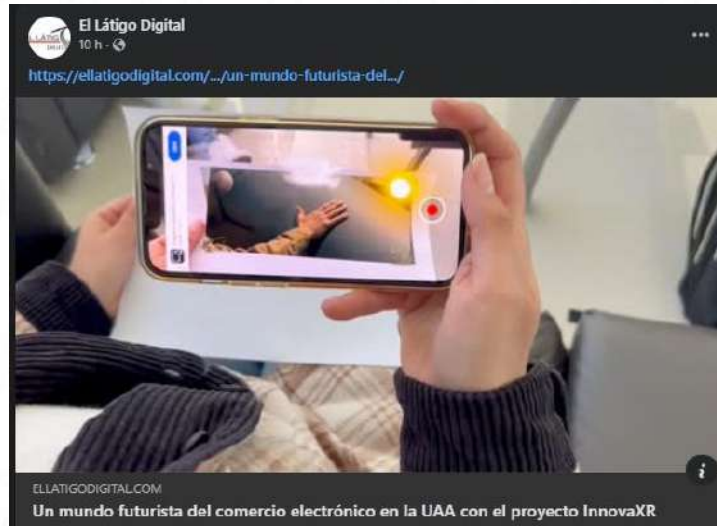 El Látigo Digital
10 h ·
https://ellatigodigital.com/.../un-mundo-futurista-del.../
ELLATIGODIGITAL.COM
Un mundo futurista del comercio electrónico en la UAA con el proyecto InnovaXR